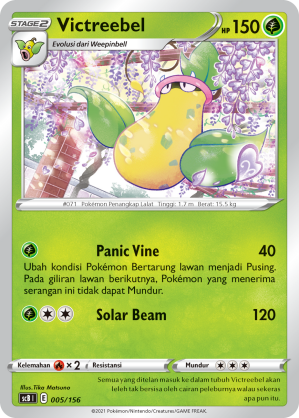 STAGE2 Victreebel HP 150
Evolusi dari Weepinbell
#071 Pokémon Penangkap Lalat Tinggi: 1.7 m Berat: 15.5 kg
Panic Vine 40
Ubah kondisi Pokémon Bertarung lawan menjadi Pusing.
Pada giliran lawan berikutnya, Pokémon yang menerima
serangan ini tidak dapat Mundur.
Solar Beam 120
Kelemahan × 2 Resistansi Mundur
Illus. Tika Matsuno
sc3 I E 005/156
Semua yang ditelan masuk ke dalam tubuh Victreebel akan
leleh tak bersisa oleh cairan pelebурnya walau sekeras
apa pun itu.
©2021 Pokémon/Nintendo/Creatures/GAME FREAK